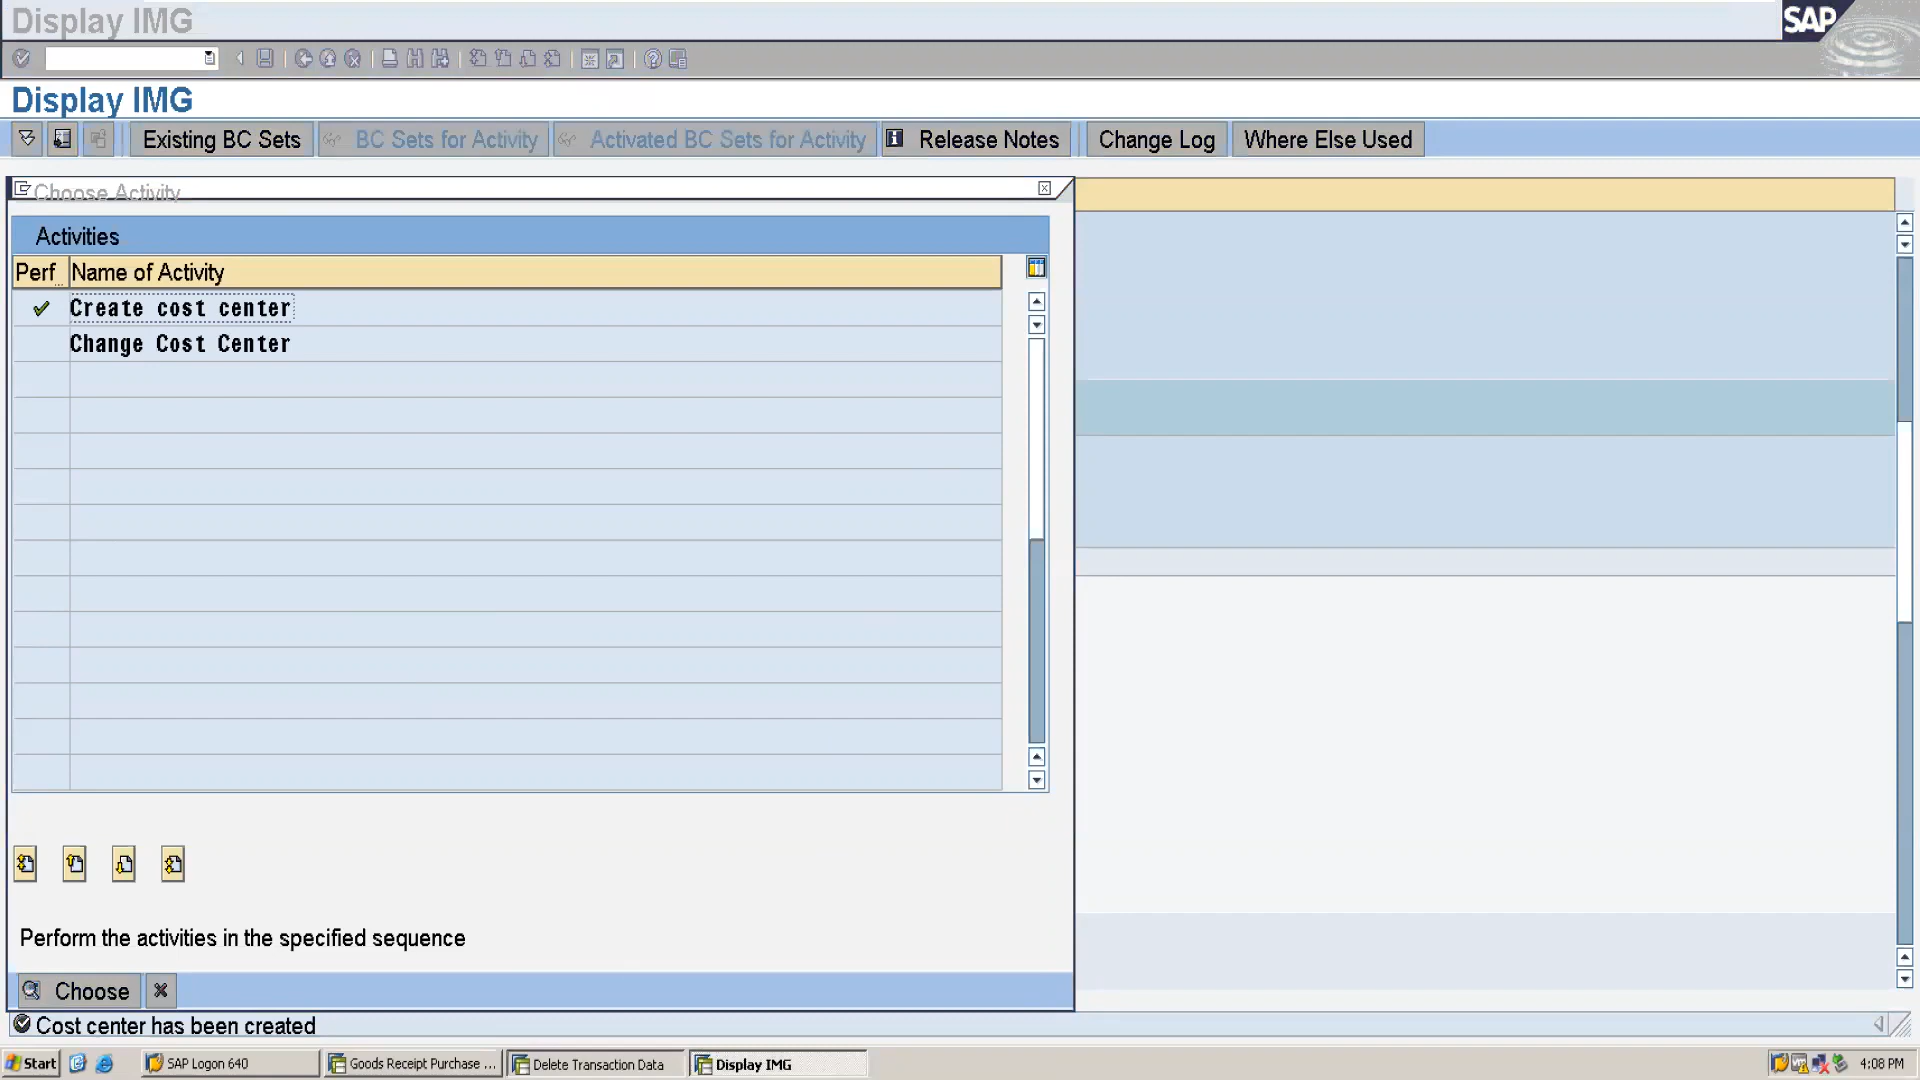 Display IMG
SAP
Display IMG
Existing BC Sets
BC Sets for Activity
Activated BC Sets for Activity
Release Notes
Change Log
Where Else Used
Choose Activity
Activities
Perf...
Name of Activity
Create cost center
Change Cost Center
Perform the activities in the specified sequence
Choose
Cost center has been created
Start
SAP Logon 640
Goods Receipt Purchase ...
Delete Transaction Data
Display IMG
4:08 PM